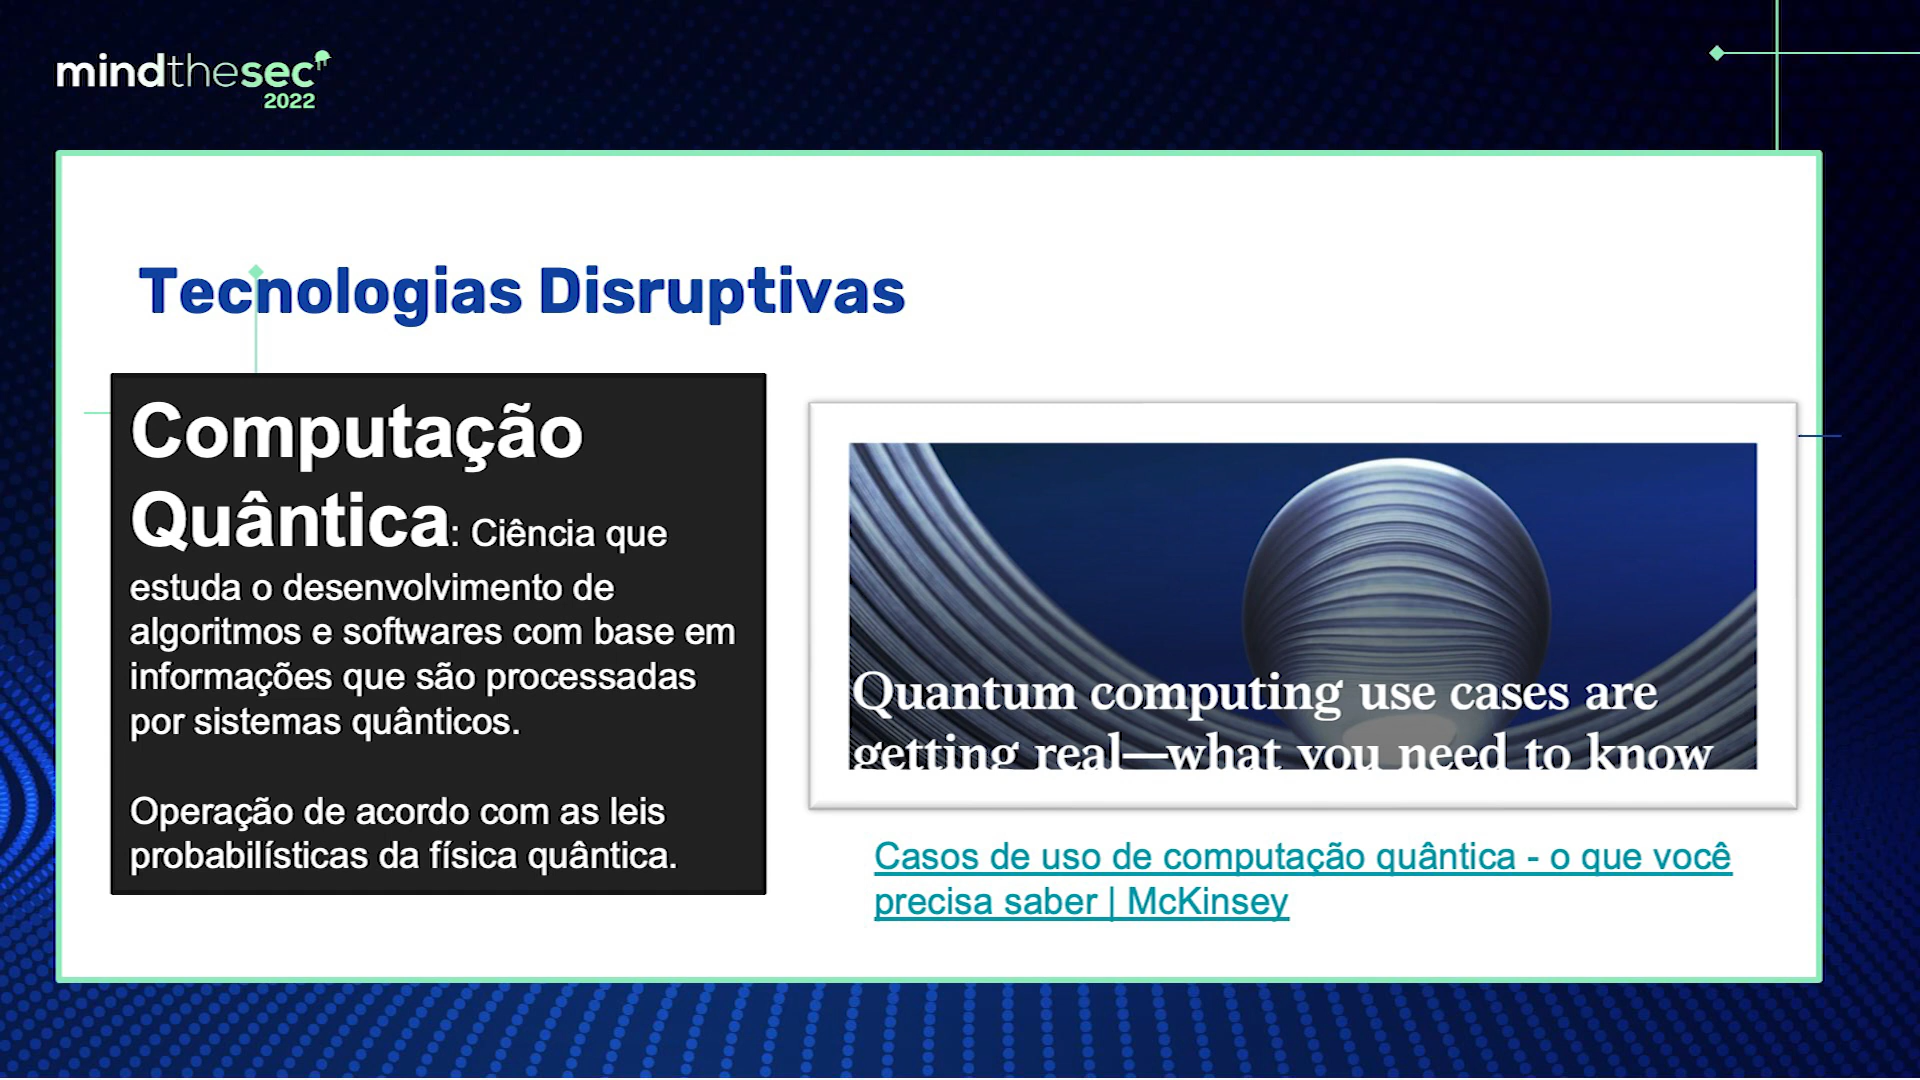 mindthesec
2022
Tecnologias Disruptivas
Computação
Quântica: Ciência que
estuda o desenvolvimento de
algoritmos e softwares com base em
informações que são processadas
por sistemas quânticos.
Operação de acordo com as leis
probabilísticas da física quântica.
Quantum computing use cases are
getting real—what you need to know
Casos de uso de computação quântica - o que você
precisa saber | McKinsey